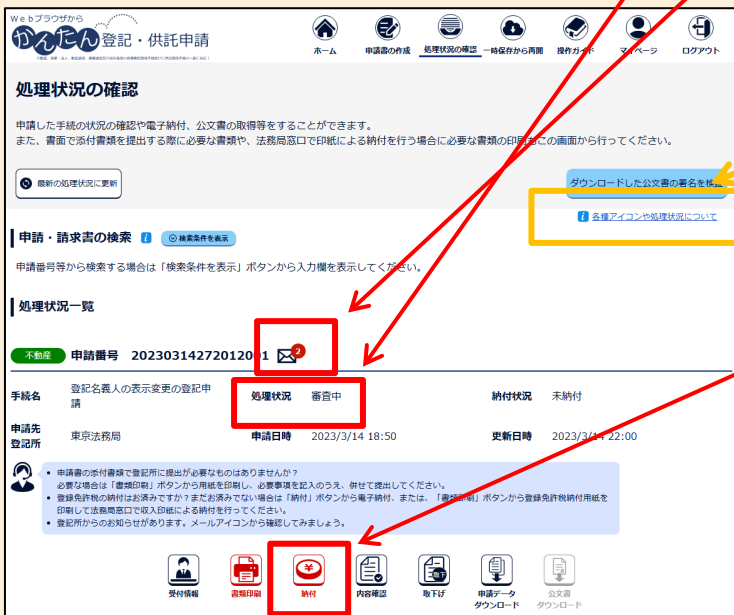 Webブラウザから
かんたん 登記・供託申請
ホーム 申請書の作成 処理状況の確認 一時保存から再開 操作ガイド マイページ ログアウト
処理状況の確認
申請した手続の状況の確認や電子納付、公文書の取得等をすることができます。
また、書面で添付書類を提出する際に必要な書類や、法務局窓口で印紙による納付を行う場合に必要な書類の印刷もこの画面から行ってください。
最新の処理状況に更新 ダウンロードした公文書の署名を検証
各種アイコンや処理状況について
申請・請求書の検索 検索条件を表示
申請番号等から検索する場合は「検索条件を表示」ボタンから入力欄を表示してください。
処理状況一覧
不動産 申請番号 20230314272012001 2
手続名 登記名義人の表示変更の登記申請 処理状況 審査中 納付状況 未納付
申請先登記所 東京法務局 申請日時 2023/3/14 18:50 更新日時 2023/3/14 22:00
• 申請書の添付書類で登記所に提出が必要なものはありませんか？
必要な場合は「書類印刷」ボタンから用紙を印刷し、必要事項を記入のうえ、併せて提出してください。
• 登録免許税の納付はお済みですか？まだお済みでない場合は「納付」ボタンから電子納付、または、「書類印刷」ボタンから登録免許税納付用紙を
印刷して法務局窓口で収入印紙による納付を行ってください。
• 登記所からのお知らせがあります。メールアイコンから確認してみましょう。
受付情報 書類印刷 納付 内容確認 取下げ 申請データ 公文書
ダウンロード ダウンロード